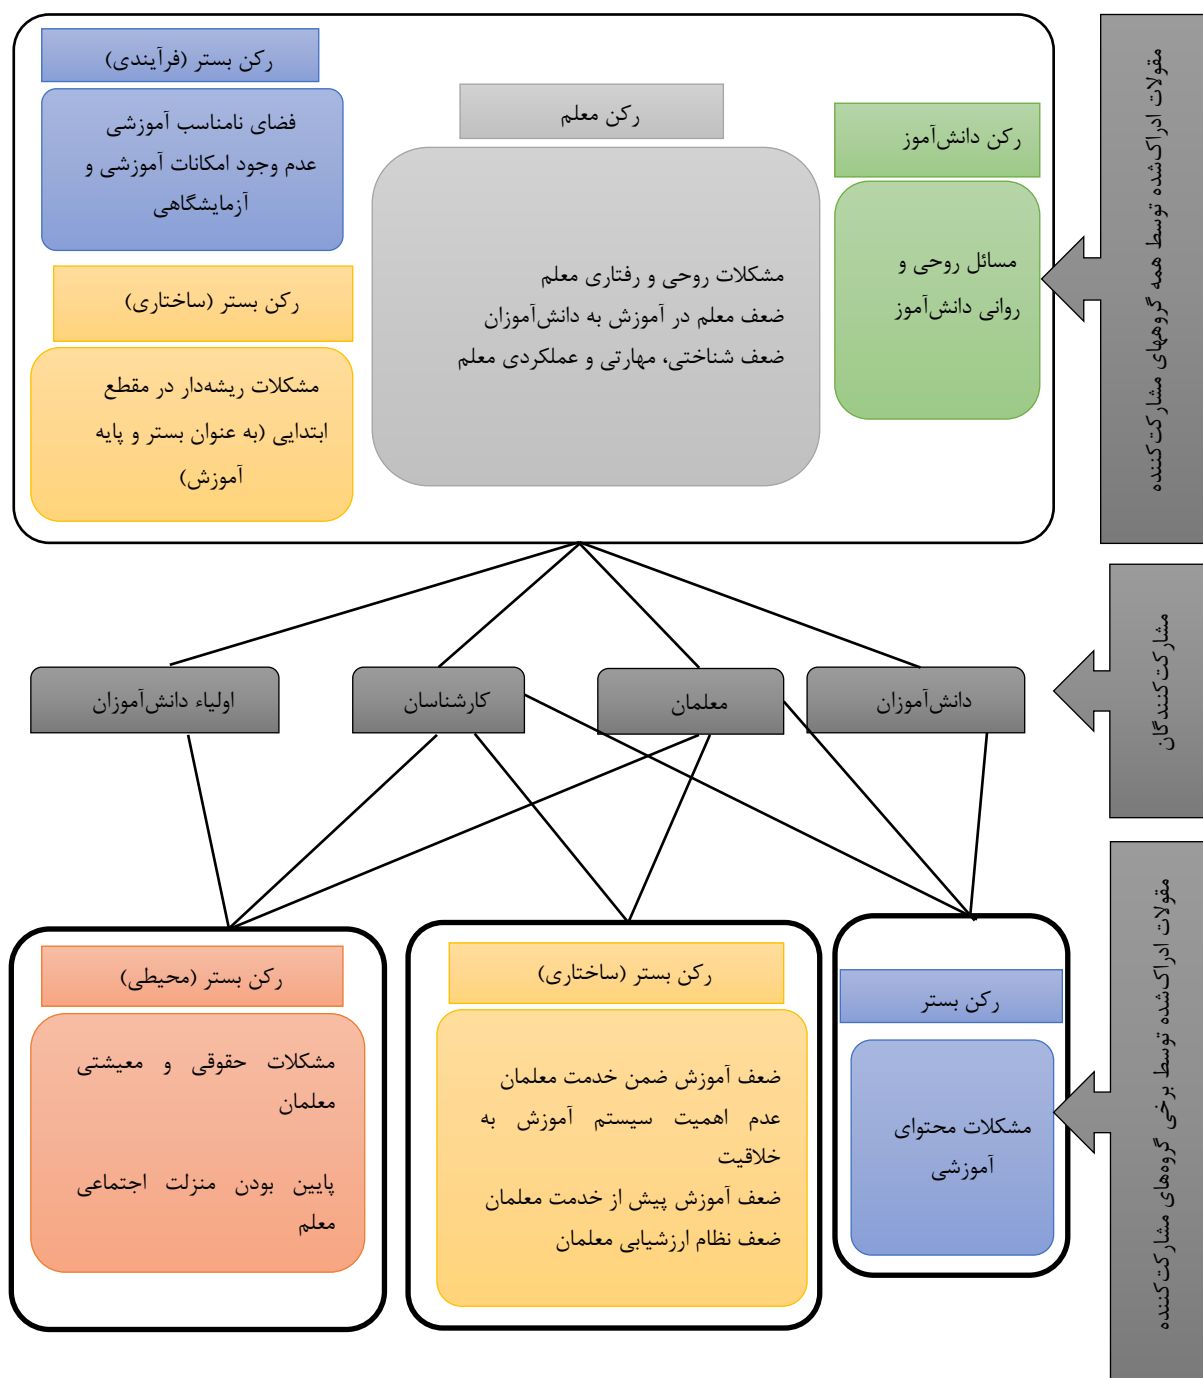 مقولات ادراک‌شده توسط همه گروههای مشارکت‌کننده
رکن دانش‌آموز
مسائل روحی و
روانی دانش‌آموز
رکن معلم
مشکلات روحی و رفتاری معلم
ضعف معلم در آموزش به دانش‌آموزان
ضعف شناختی، مهارتی و عملکردی معلم
رکن بستر (فرآیندی)
فضای نامناسب آموزشی
عدم وجود امکانات آموزشی و
آزمایشگاهی
رکن بستر (ساختاری)
مشکلات ریشه‌دار در مقطع
ابتدایی (به عنوان بستر و پایه
آموزش)
مشارکت‌کنندگان
دانش‌آموزان
معلمان
کارشناسان
اولیاء دانش‌آموزان
مقولات ادراک‌شده توسط برخی گروه‌های مشارکت‌کننده
رکن بستر
مشکلات محتوای
آموزشی
رکن بستر (ساختاری)
ضعف آموزش ضمن خدمت معلمان
عدم اهمیت سیستم آموزش به
خلاقیت
ضعف آموزش پیش از خدمت معلمان
ضعف نظام ارزشیابی معلمان
رکن بستر (محیطی)
مشکلات حقوقی و معیشتی
معلمان
پایین بودن منزلت اجتماعی
معلم